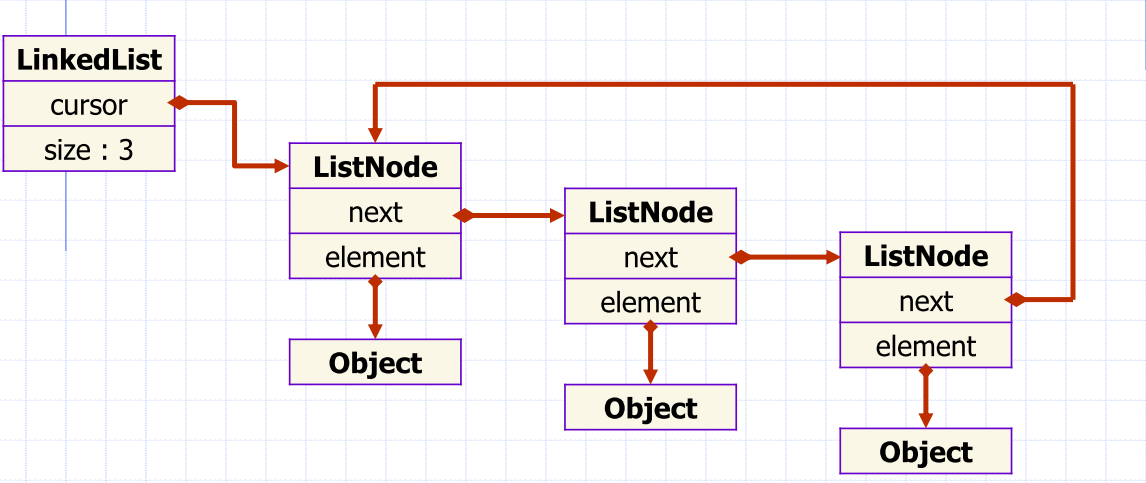 LinkedList
cursor
size : 3
ListNode
next
element
Object
ListNode
next
element
Object
ListNode
next
element
Object